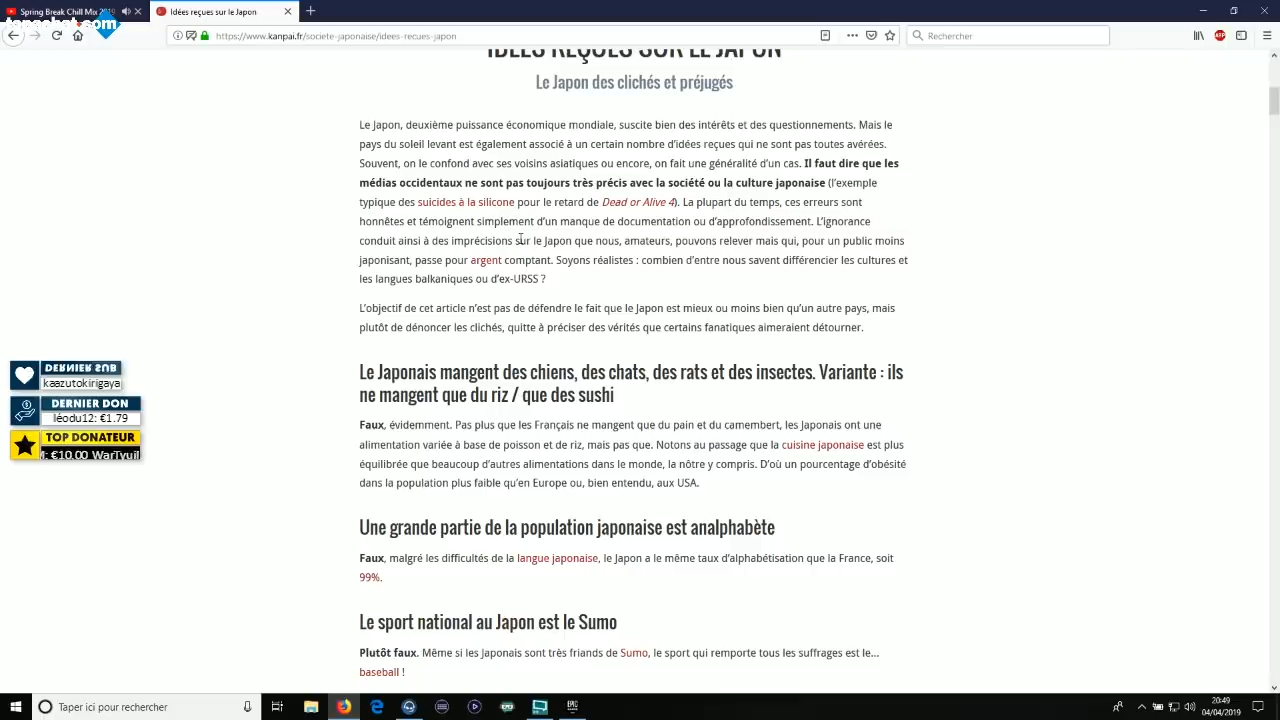 Spring Break Chill Mix
Idées reçues sur le Japon
.com
https://www.kanpai.fr/societe-japonaise/idees-recues-japon
Rechercher
IDÉES REÇUES SUR LE JAPON
Le Japon des clichés et préjugés
Le Japon, deuxième puissance économique mondiale, suscite bien des intérêts et des questionnements. Mais le
pays du soleil levant est également associé à un certain nombre d'idées reçues qui ne sont pas toutes avérées.
Souvent, on le confond avec ses voisins asiatiques ou encore, on fait une généralité d'un cas. Il faut dire que les
médias occidentaux ne sont pas toujours très précis avec la société ou la culture japonaise (l'exemple
typique des suicides à la silicone pour le retard de Dead or Alive 4). La plupart du temps, ces erreurs sont
honnêtes et témoignent simplement d'un manque de documentation ou d'approfondissement. L'ignorance
conduit ainsi à des imprécisions sur le Japon que nous, amateurs, pouvons relever mais qui, pour un public moins
japonisant, passe pour argent comptant. Soyons réalistes : combien d'entre nous savent différencier les cultures et
les langues balkaniques ou d'ex-URSS ?
L'objectif de cet article n'est pas de défendre le fait que le Japon est mieux ou moins bien qu'un autre pays, mais
plutôt de dénoncer les clichés, quitte à préciser des vérités que certains fanatiques aimeraient détourner.
Le Japonais mangent des chiens, des chats, des rats et des insectes. Variante : ils
ne mangent que du riz / que des sushi
Faux, évidemment. Pas plus que les Français ne mangent que du pain et du camembert, les Japonais ont une
alimentation variée à base de poisson et de riz, mais pas que. Notons au passage que la cuisine japonaise est plus
équilibrée que beaucoup d'autres alimentations dans le monde, la nôtre y compris. D'où un pourcentage d'obésité
dans la population plus faible qu'en Europe ou, bien entendu, aux USA.
Une grande partie de la population japonaise est analphabète
Faux, malgré les difficultés de la langue japonaise, le Japon a le même taux d'alphabétisation que la France, soit
99%.
Le sport national au Japon est le Sumo
Plutôt faux. Même si les Japonais sont très friands de Sumo, le sport qui remporte tous les suffrages est le...
baseball !
DERNIER SUB
kaazutokirigaya
DERNIER DON
léodu12: €1.79
TOP DONATEUR
M: €10.00 WarTyuil
Taper ici pour rechercher
20:49
04/04/2019